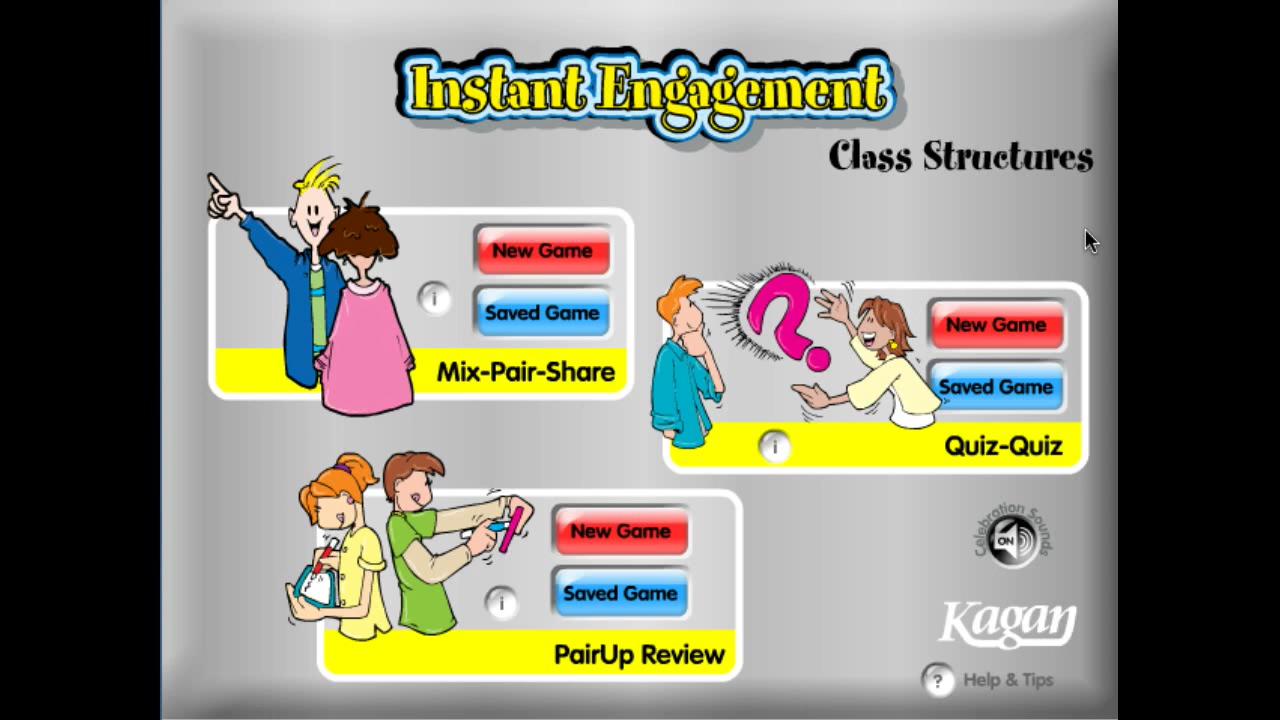 Instant Engagement
Class Structures
New Game
Saved Game
i
Mix-Pair-Share
New Game
Saved Game
i
Quiz-Quiz
New Game
Saved Game
i
PairUp Review
Celebration Sounds
ON
Kagan
? Help & Tips